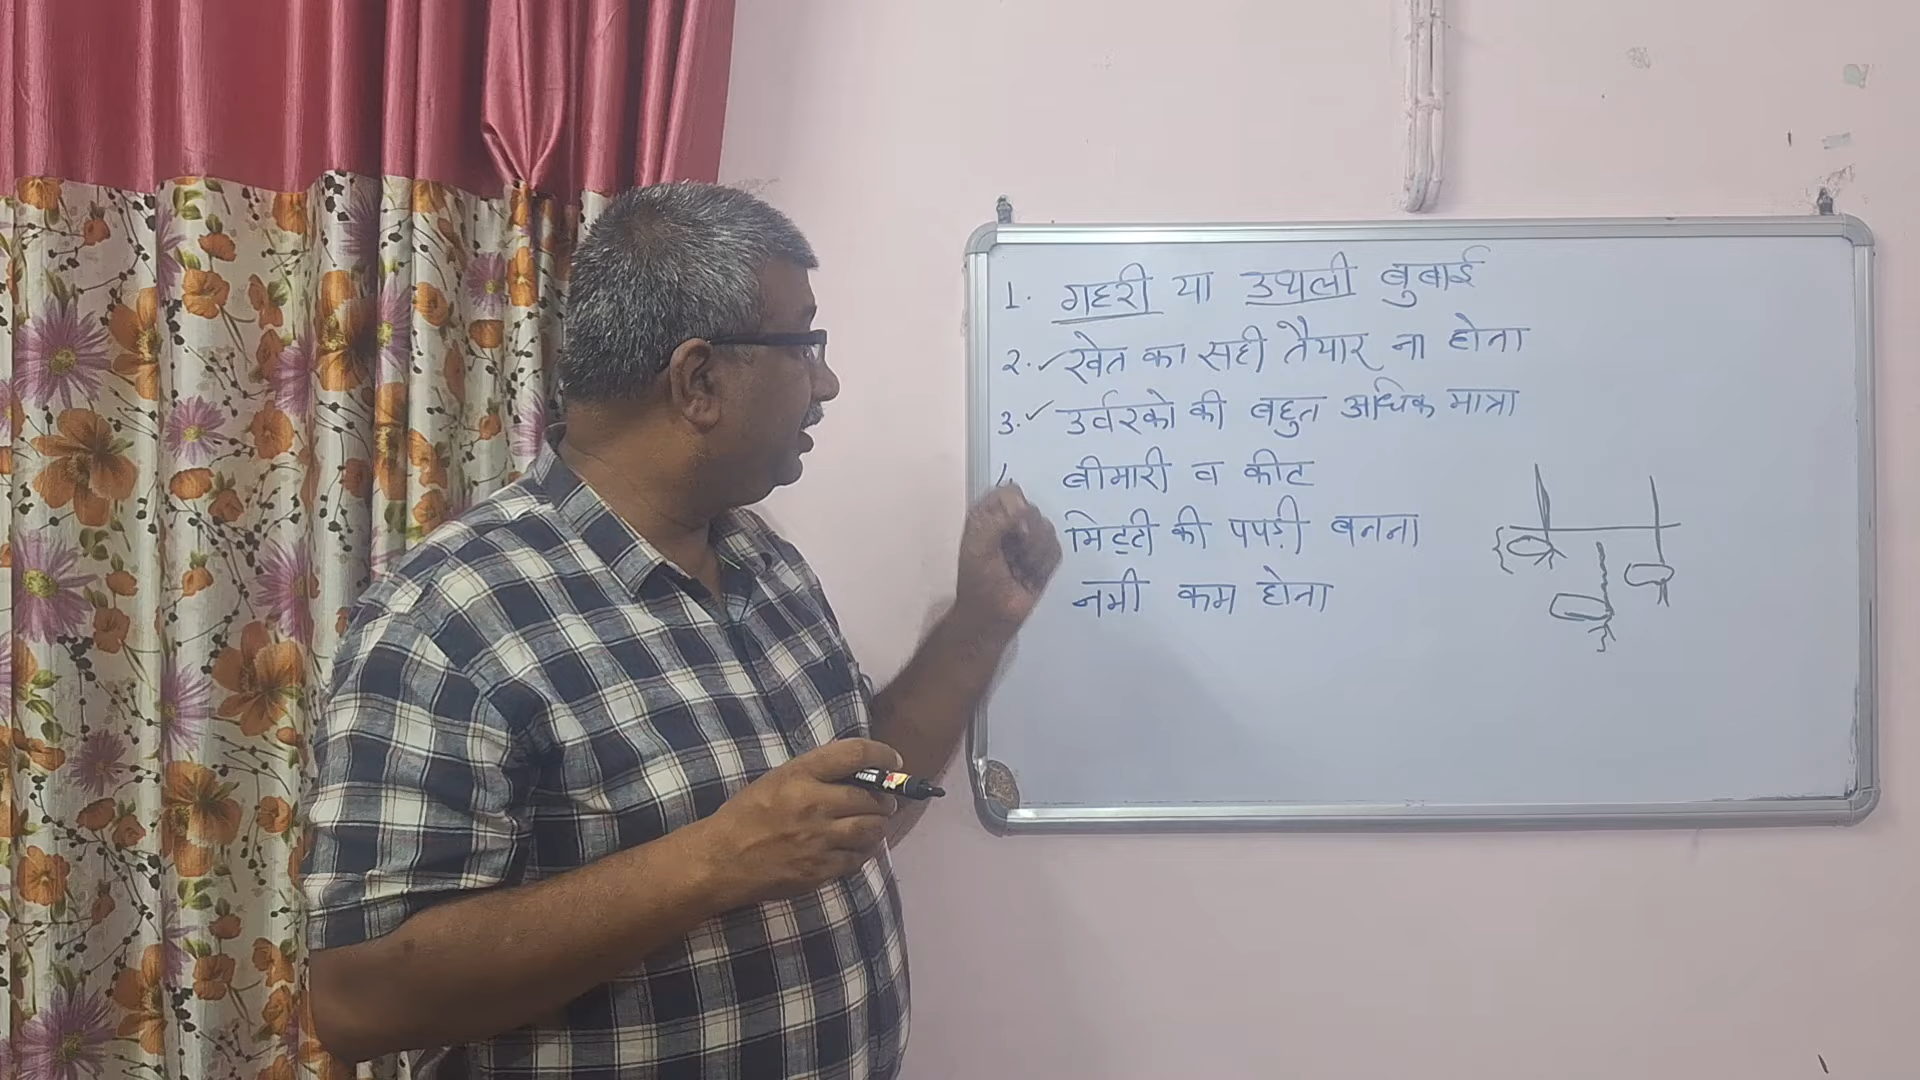 1. गहरी या उथली बुबाई
2. ✓ खेत का सही तैयार ना होना
3. ✓ उर्वरको की बहुत अधिक मात्रा
बीमारी व कीट
मिट्टी की पपड़ी बनना
नमी कम होना